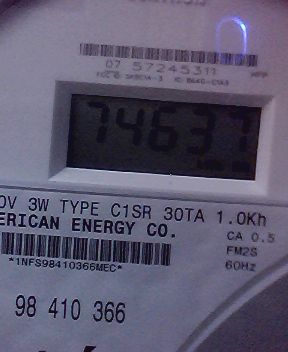 07 57245311
74637
0V 3W TYPE C1SR 30TA 1.0Kh
ERICAN ENERGY CO.
CA 0.5
FM2S
*1NFS98410366MEC*
60Hz
98 410 366